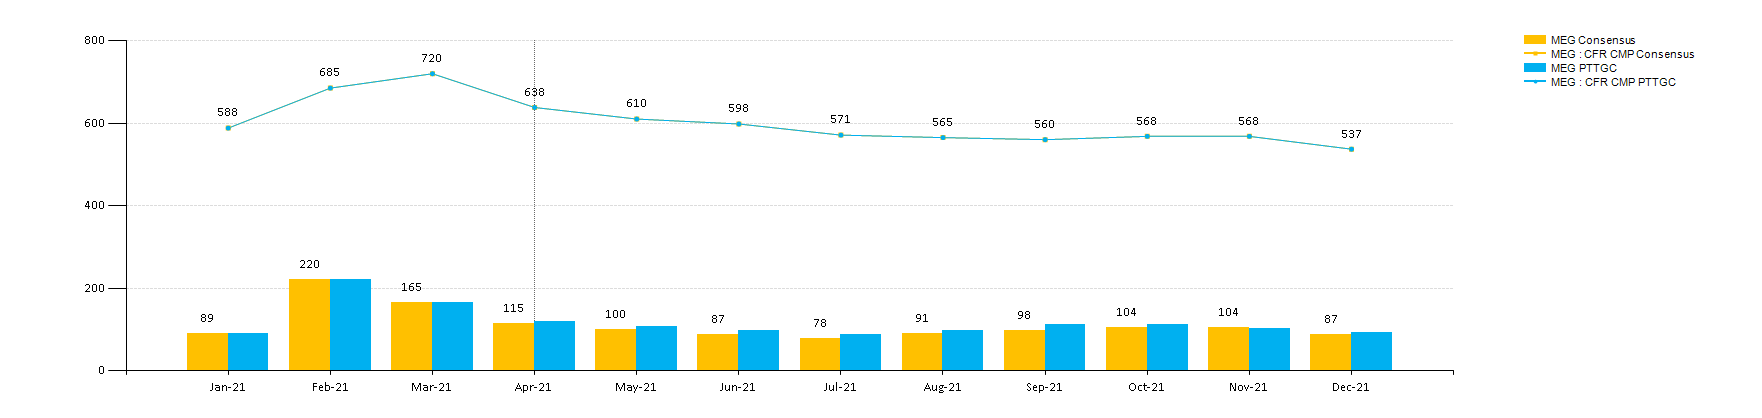 800
600
400
200
0
588
685
720
638
610
598
571
565
560
568
568
537
89
220
165
115
100
87
78
91
98
104
104
87
Jan-21
Feb-21
Mar-21
Apr-21
May-21
Jun-21
Jul-21
Aug-21
Sep-21
Oct-21
Nov-21
Dec-21
MEG Consensus
MEG : CFR CMP Consensus
MEG PTTGC
MEG : CFR CMP PTTGC